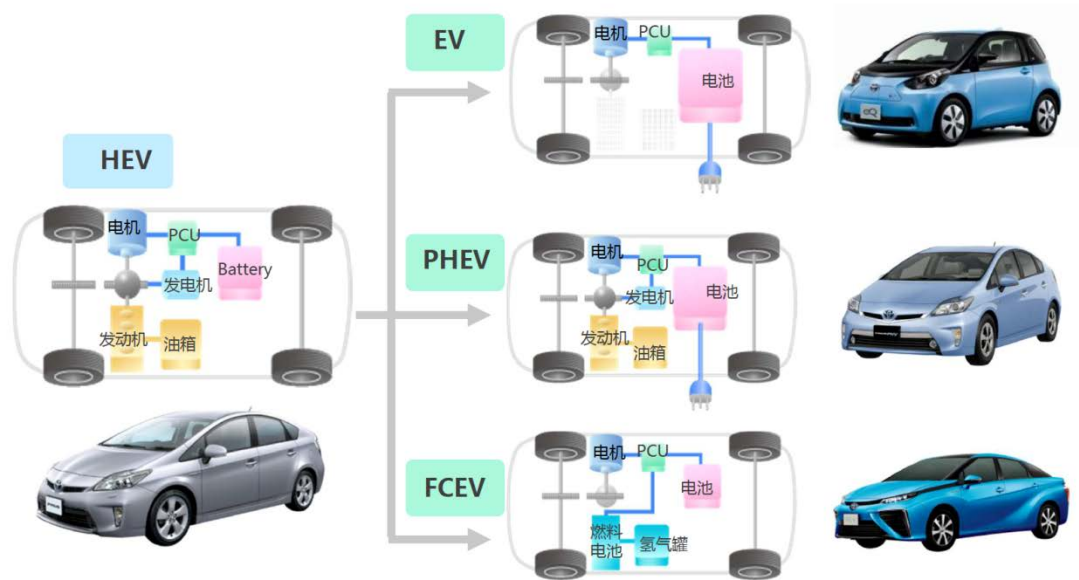 HEV
电机
PCU
Battery
发电机
发动机
油箱
EV
电机
PCU
电池
PHEV
电机
PCU
电池
发电机
发动机
油箱
FCEV
电机
PCU
电池
燃料
电池
氢气罐